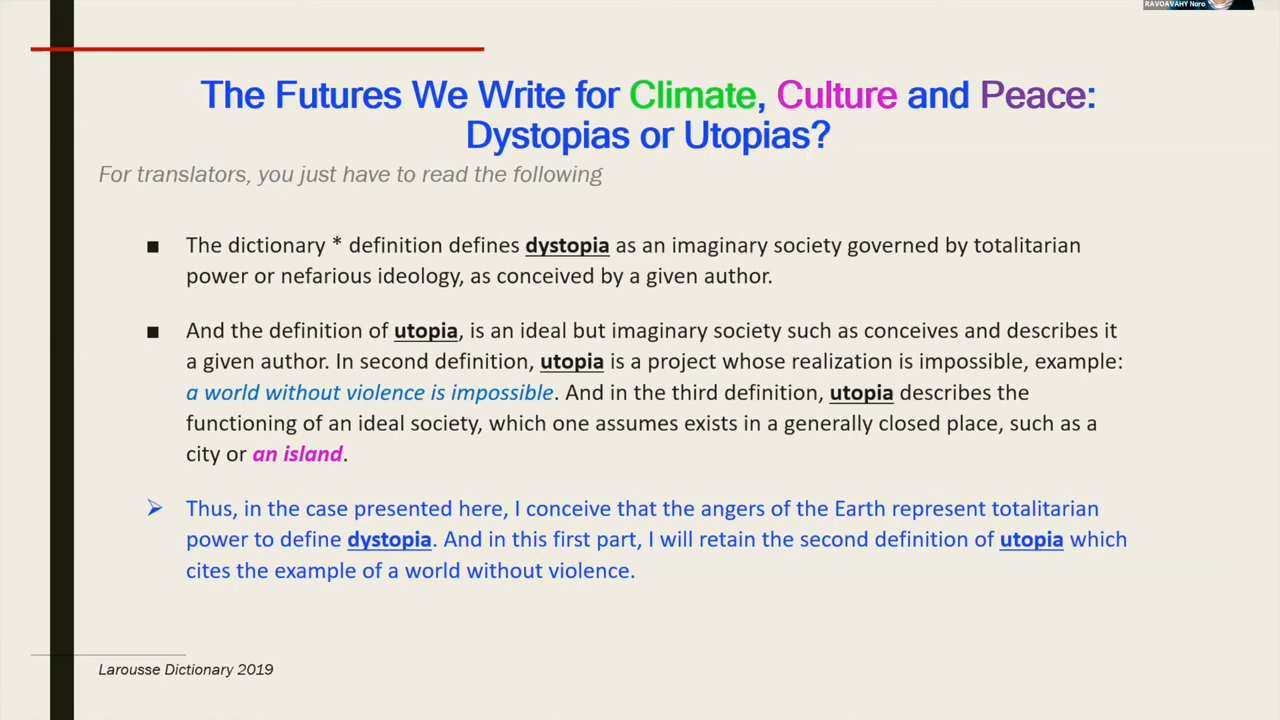 RAVOAVAHY Noro
The Futures We Write for Climate, Culture and Peace:
Dystopias or Utopias?
For translators, you just have to read the following
■ The dictionary * definition defines dystopia as an imaginary society governed by totalitarian
power or nefarious ideology, as conceived by a given author.
■ And the definition of utopia, is an ideal but imaginary society such as conceives and describes it
a given author. In second definition, utopia is a project whose realization is impossible, example:
a world without violence is impossible. And in the third definition, utopia describes the
functioning of an ideal society, which one assumes exists in a generally closed place, such as a
city or an island.
➢ Thus, in the case presented here, I conceive that the angers of the Earth represent totalitarian
power to define dystopia. And in this first part, I will retain the second definition of utopia which
cites the example of a world without violence.
Larousse Dictionary 2019